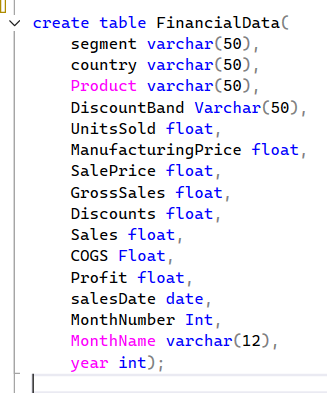 create table FinancialData(
segment varchar(50),
country varchar(50),
Product varchar(50),
DiscountBand Varchar(50),
UnitsSold float,
ManufacturingPrice float,
SalePrice float,
GrossSales float,
Discounts float,
Sales float,
COGS Float,
Profit float,
salesDate date,
MonthNumber Int,
MonthName varchar(12),
year int);